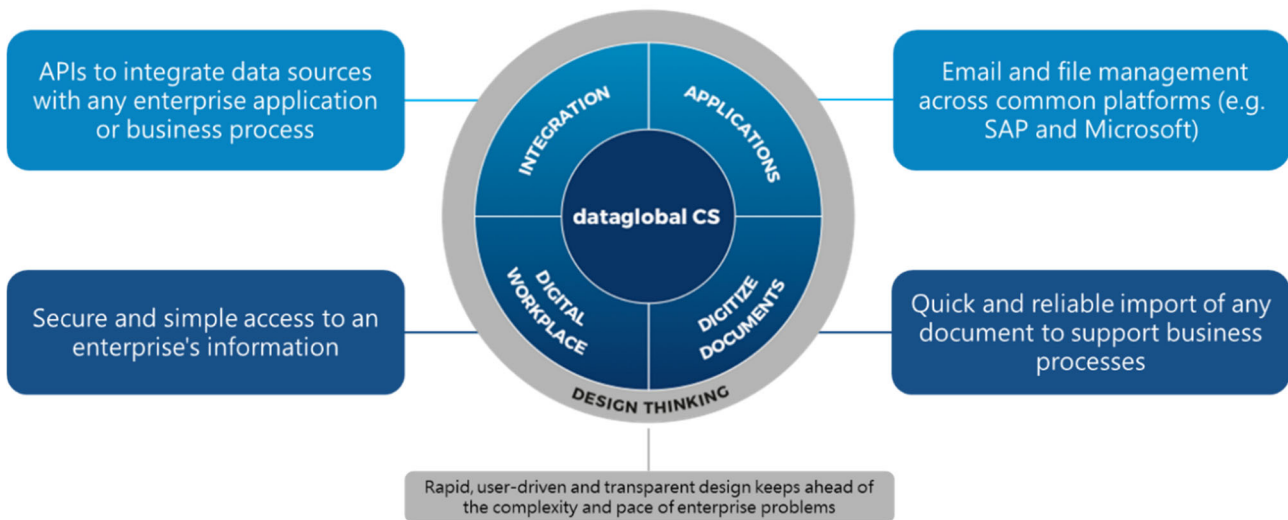 APIs to integrate data sources
with any enterprise application
or business process
Email and file management
across common platforms (e.g.
SAP and Microsoft)
INTEGRATION
APPLICATIONS
dataglobal CS
DIGITAL
WORKPLACE
DIGITIZE
DOCUMENTS
Secure and simple access to an
enterprise's information
Quick and reliable import of any
document to support business
processes
DESIGN THINKING
Rapid, user-driven and transparent design keeps ahead of
the complexity and pace of enterprise problems